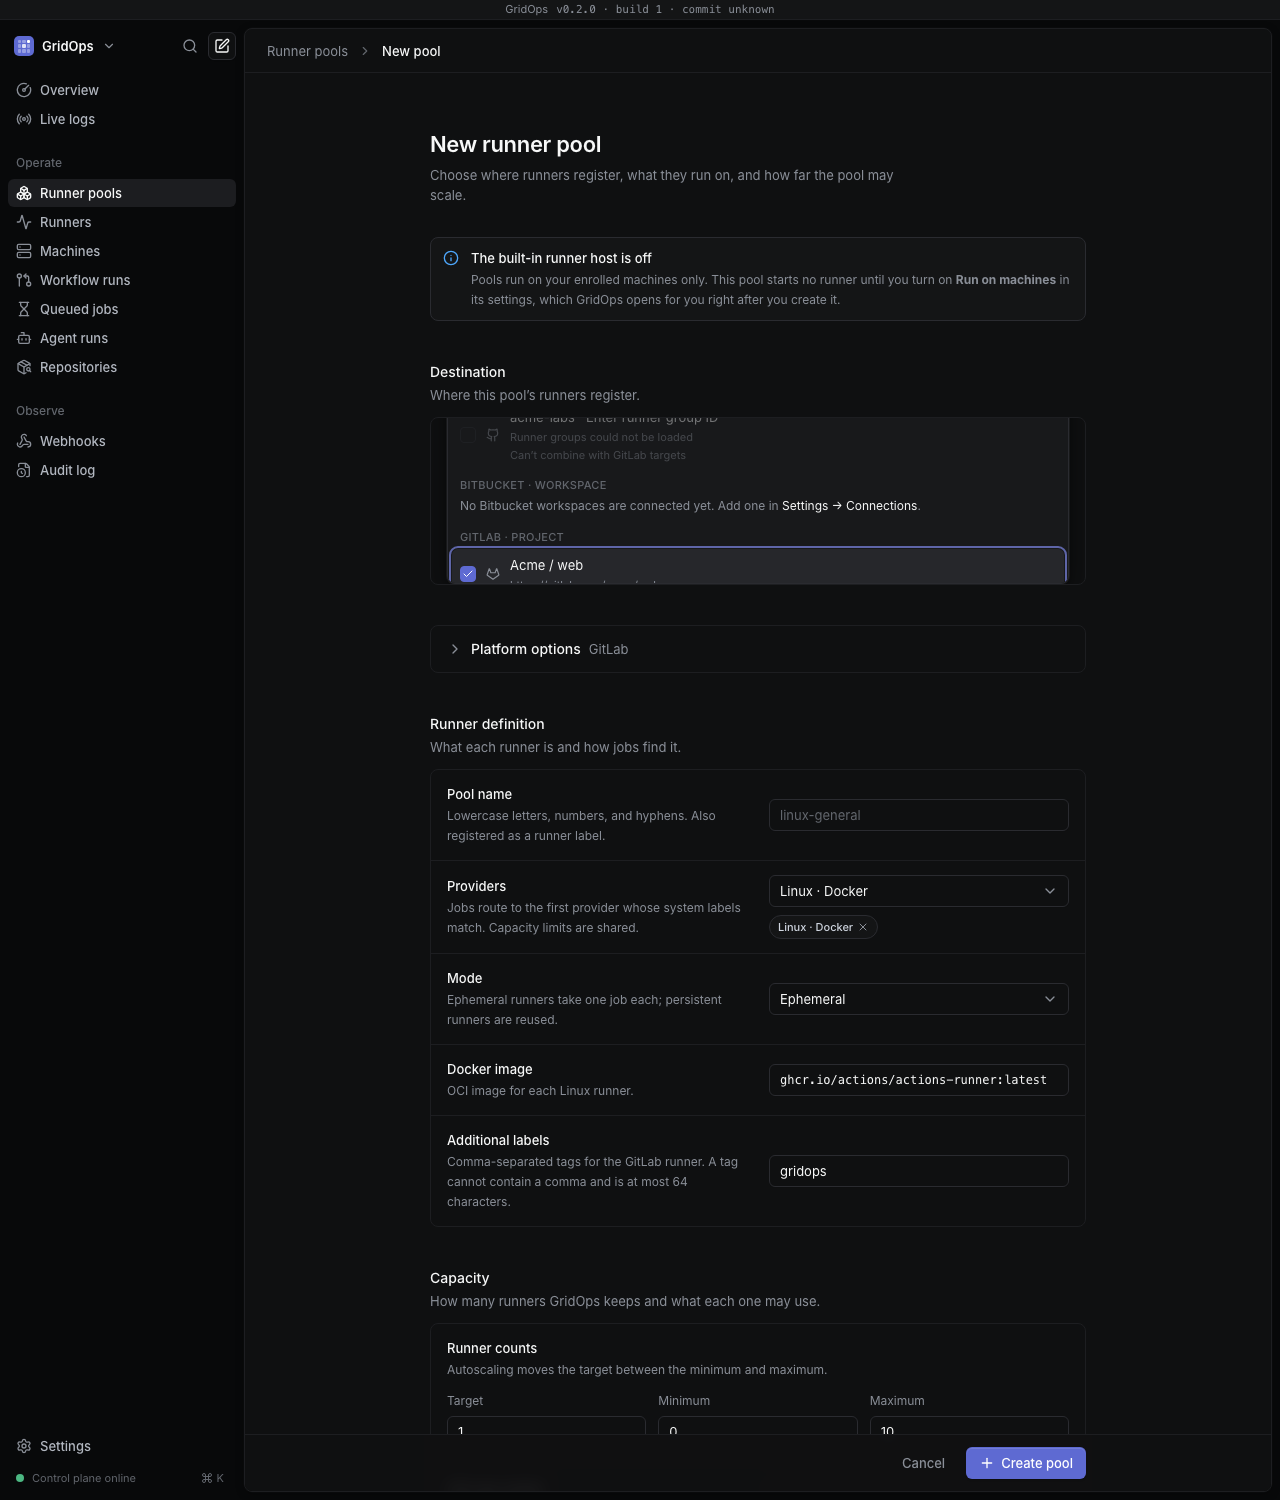 GridOps v0.2.0 · build 1 · commit unknown
GridOps
Runner pools > New pool
Overview
Live logs
Operate
Runner pools
Runners
Machines
Workflow runs
Queued jobs
Agent runs
Repositories
Observe
Webhooks
Audit log
New runner pool
Choose where runners register, what they run on, and how far the pool may
scale.
The built-in runner host is off
Pools run on your enrolled machines only. This pool starts no runner until you turn on Run on machines in
its settings, which GridOps opens for you right after you create it.
Destination
Where this pool’s runners register.
acme-labs · Enter runner group ID
Runner groups could not be loaded
Can’t combine with GitLab targets
BITBUCKET · WORKSPACE
No Bitbucket workspaces are connected yet. Add one in Settings → Connections.
GITLAB · PROJECT
Acme / web
Platform options GitLab
Runner definition
What each runner is and how jobs find it.
Pool name
Lowercase letters, numbers, and hyphens. Also
registered as a runner label.
linux-general
Providers
Jobs route to the first provider whose system labels
match. Capacity limits are shared.
Linux · Docker
Linux · Docker
Mode
Ephemeral runners take one job each; persistent
runners are reused.
Ephemeral
Docker image
OCI image for each Linux runner.
ghcr.io/actions/actions-runner:latest
Additional labels
Comma-separated tags for the GitLab runner. A tag
cannot contain a comma and is at most 64
characters.
gridops
Capacity
How many runners GridOps keeps and what each one may use.
Runner counts
Autoscaling moves the target between the minimum and maximum.
Target Minimum Maximum
1 0 10
Cancel + Create pool
Settings
Control plane online ⌘ K